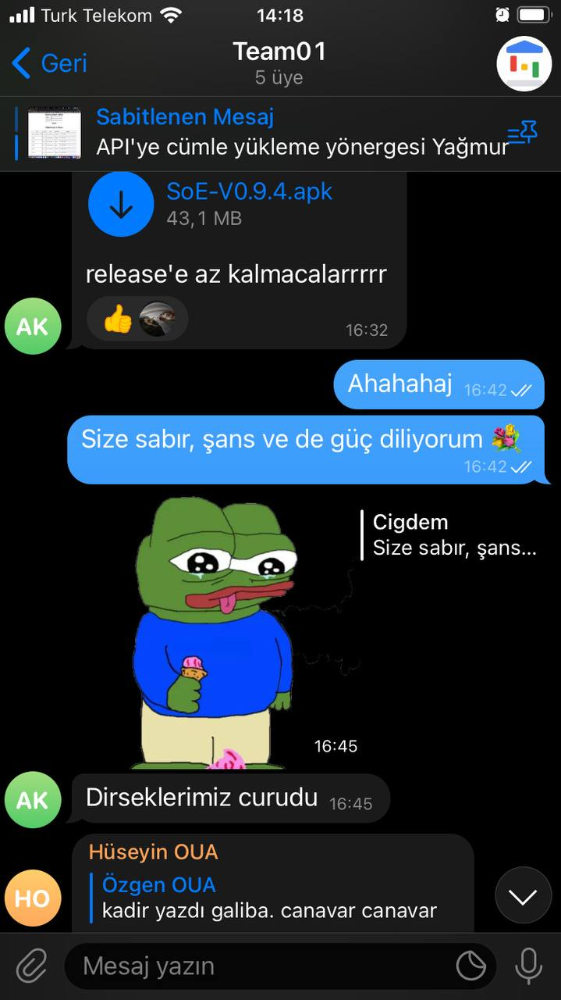 Turk Telekom
14:18
Geri
Team01
5 üye
Sabitlenen Mesaj
API'ye cümle yükleme yönergesi Yağmur
SoE-V0.9.4.apk
43,1 MB
release'e az kalmacalarrrrr
AK
16:32
Ahahahaj 16:42
Size sabır, şans ve de güç diliyorum
16:42
Cigdem
Size sabır, şans...
16:45
AK
Dirseklerimiz curudu 16:45
Hüseyin OUA
Özgen OUA
HO
kadir yazdı galiba. canavar canavar
Mesaj yazın